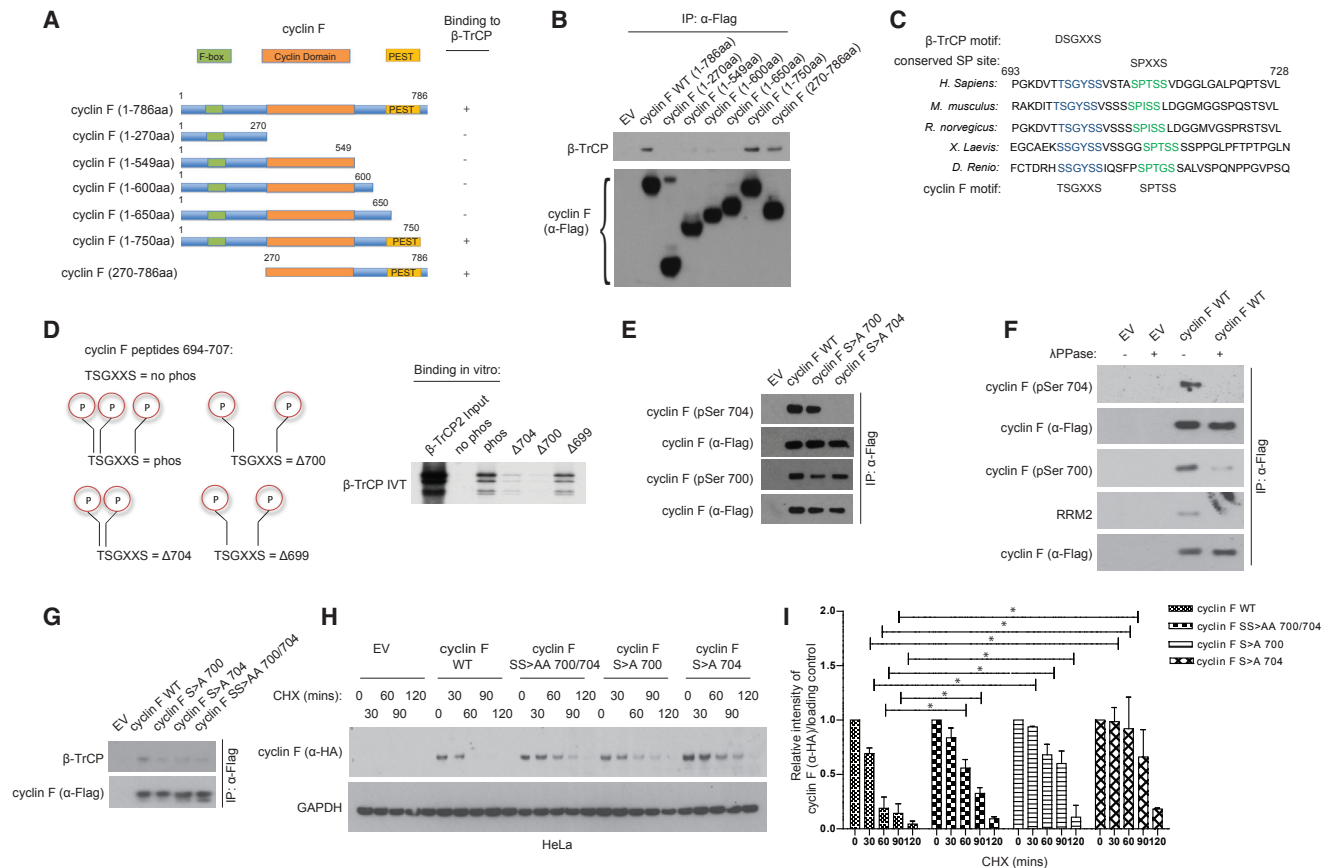 A
cyclin F
Binding to
β-TrCP
F-box
Cyclin Domain
PEST
cyclin F (1-786aa)
1
786
PEST
+
cyclin F (1-270aa)
1
270
-
cyclin F (1-549aa)
1
549
-
cyclin F (1-600aa)
1
600
-
cyclin F (1-650aa)
1
650
-
cyclin F (1-750aa)
1
750
PEST
+
cyclin F (270-786aa)
270
786
PEST
+
B
IP: α-Flag
EV
cyclin F WT (1-786aa)
cyclin F (1-270aa)
cyclin F (1-549aa)
cyclin F (1-600aa)
cyclin F (1-650aa)
cyclin F (1-750aa)
cyclin F (270-786aa)
β-TrCP
cyclin F
(α-Flag)
C
β-TrCP motif: DSGXXS
conserved SP site: SPXXS
693 728
H. Sapiens: PGKDVTTSGYSSVSTASPTSSVDGGLGALPQPTSVL
M. musculus: RAKDITTSGYSSVSSSSPISSLDGGMGGSPQSTSVL
R. norvegicus: PGKDVTTSGYSSVSSSSPISSLDGGMVGSPRSTSVL
X. Laevis: EGCAEKSSGYSSVSSGGSPTSSSSPPGLPFTPTPGLN
D. Renio: FCTDRHSSGYSSIQSFPSPTGSSALVSPQNPPGVPSQ
cyclin F motif: TSGXXS SPTSS
D
cyclin F peptides 694-707:
TSGXXS = no phos
P P P
TSGXXS = phos
P P
TSGXXS = Δ700
P P
TSGXXS = Δ704
P P
TSGXXS = Δ699
Binding in vitro:
β-TrCP2 Input
no phos
phos
Δ704
Δ700
Δ699
β-TrCP IVT
E
EV
cyclin F WT
cyclin F S>A 700
cyclin F S>A 704
cyclin F (pSer 704)
cyclin F (α-Flag)
cyclin F (pSer 700)
cyclin F (α-Flag)
IP: α-Flag
F
EV
EV
cyclin F WT
cyclin F WT
λPPase: - + - +
cyclin F (pSer 704)
cyclin F (α-Flag)
cyclin F (pSer 700)
RRM2
cyclin F (α-Flag)
IP: α-Flag
G
EV
cyclin F WT
cyclin F S>A 700
cyclin F S>A 704
cyclin F SS>AA 700/704
β-TrCP
cyclin F (α-Flag)
IP: α-Flag
H
EV
cyclin F
WT
cyclin F
SS>AA 700/704
cyclin F
S>A 700
cyclin F
S>A 704
CHX (mins): 0 60 120 0 30 90 0 60 120 0 30 90 0 60 120
30 90 60 120 30 90 60 120 30 90
cyclin F (α-HA)
GAPDH
HeLa
I
Relative intensity of
cyclin F (α-HA)/loading control
2.0
1.5
1.0
0.5
0.0
* * * * * * *
0 30 60 90 120 0 30 60 90 120 0 30 60 90 120 0 30 60 90 120
CHX (mins)
cyclin F WT
cyclin F SS>AA 700/704
cyclin F S>A 700
cyclin F S>A 704